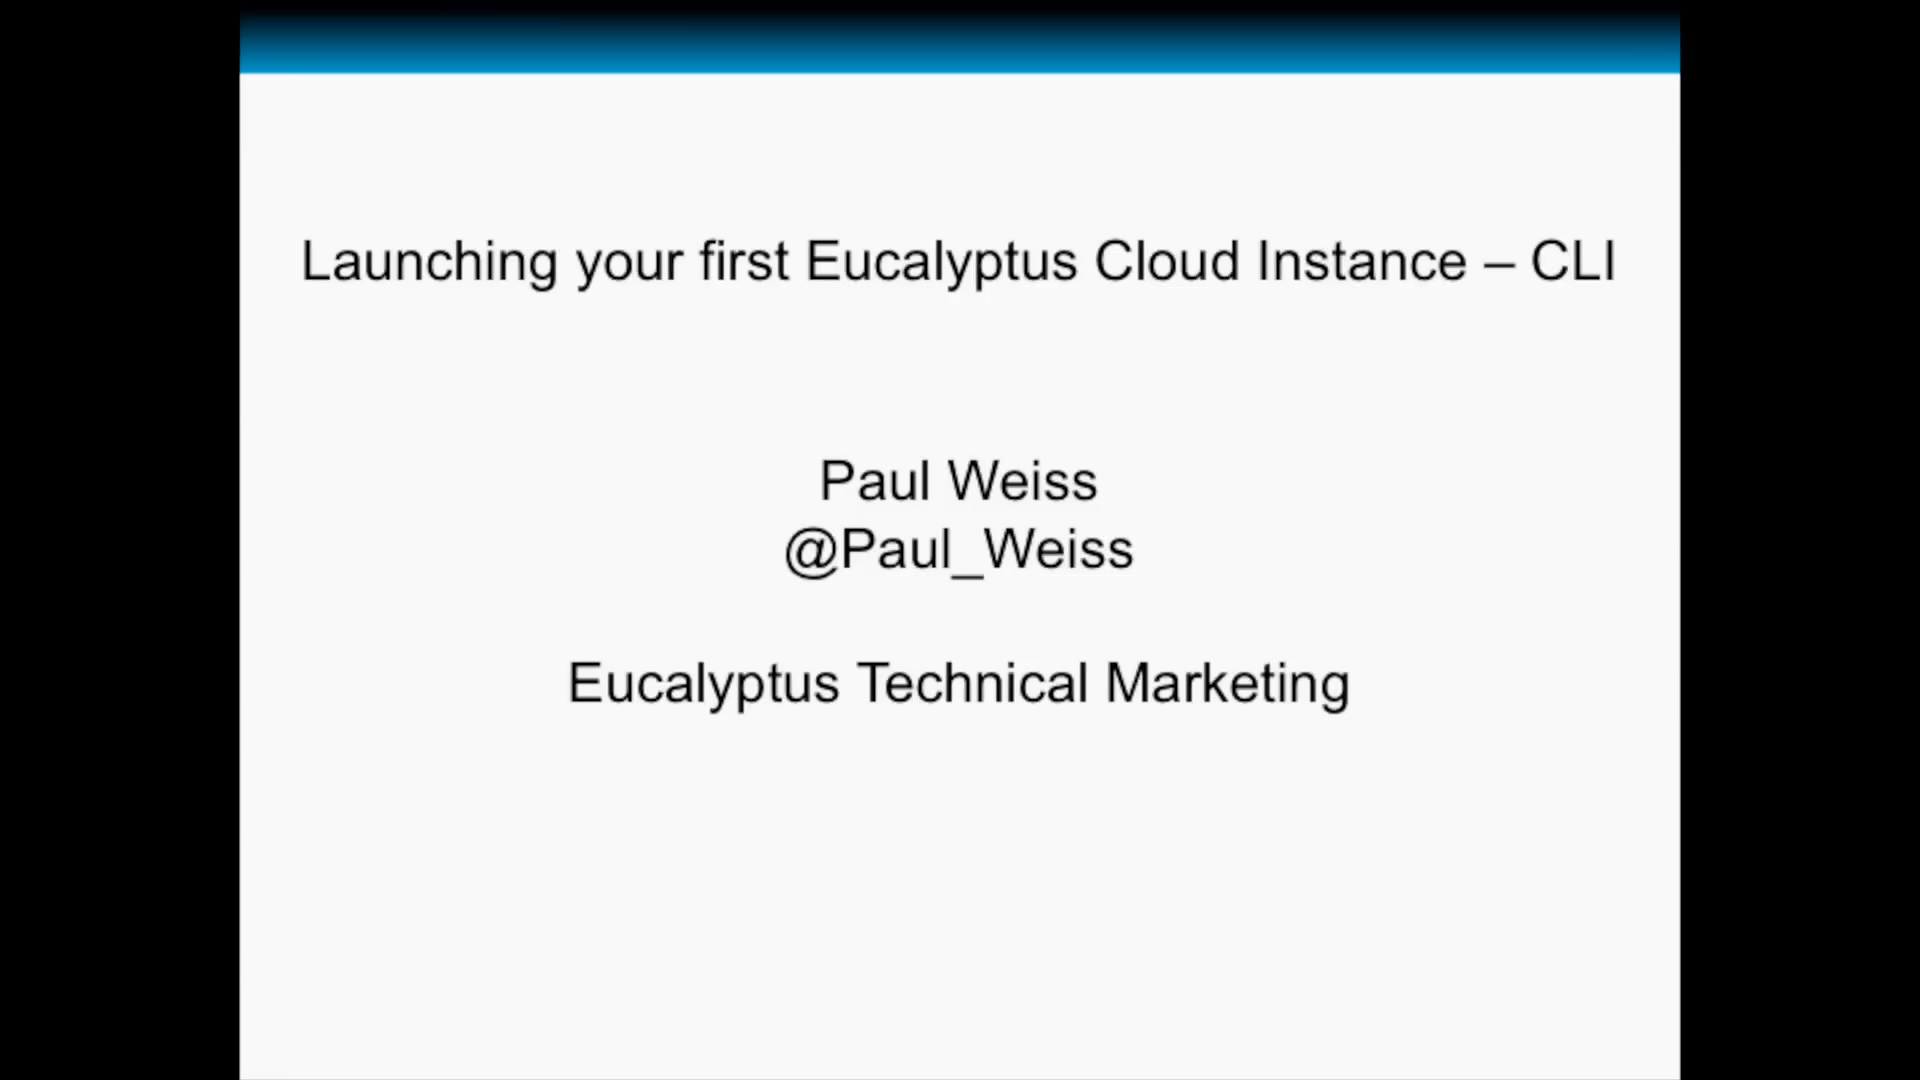 Launching your first Eucalyptus Cloud Instance – CLI
Paul Weiss
@Paul_Weiss
Eucalyptus Technical Marketing